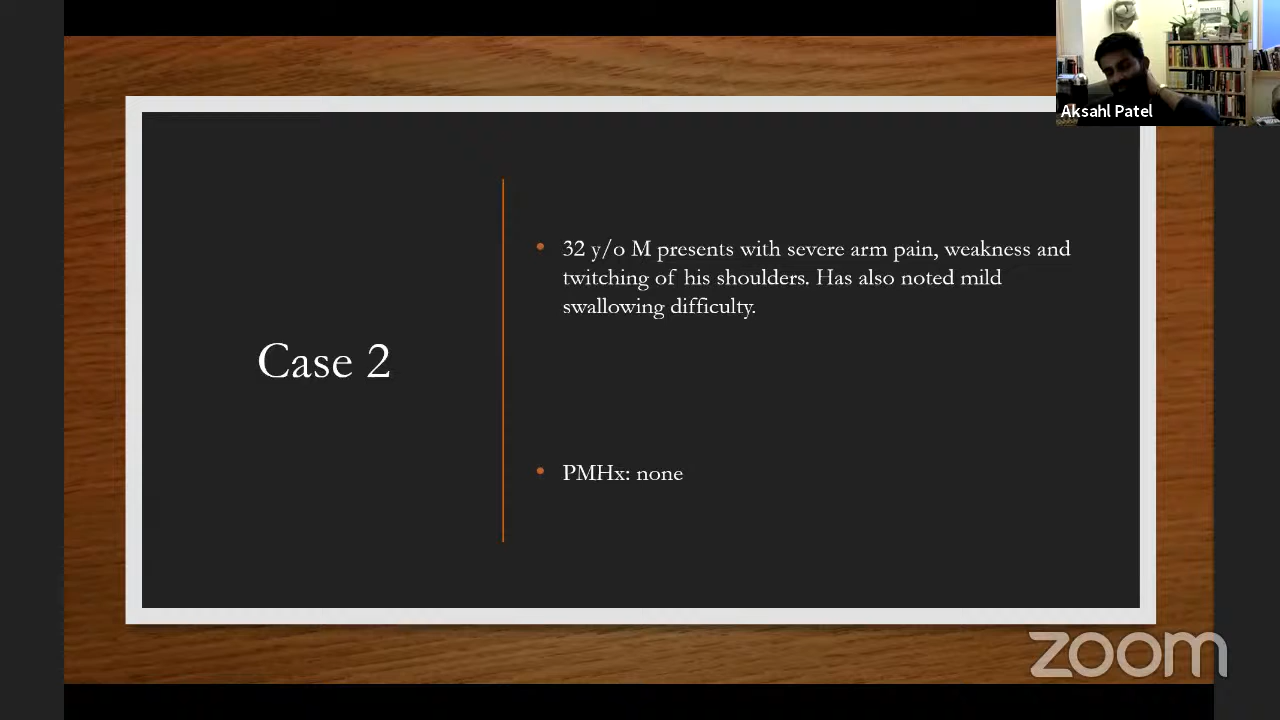 Aksahl Patel
Case 2
• 32 y/o M presents with severe arm pain, weakness and
twitching of his shoulders. Has also noted mild
swallowing difficulty.
• PMHx: none
zoom